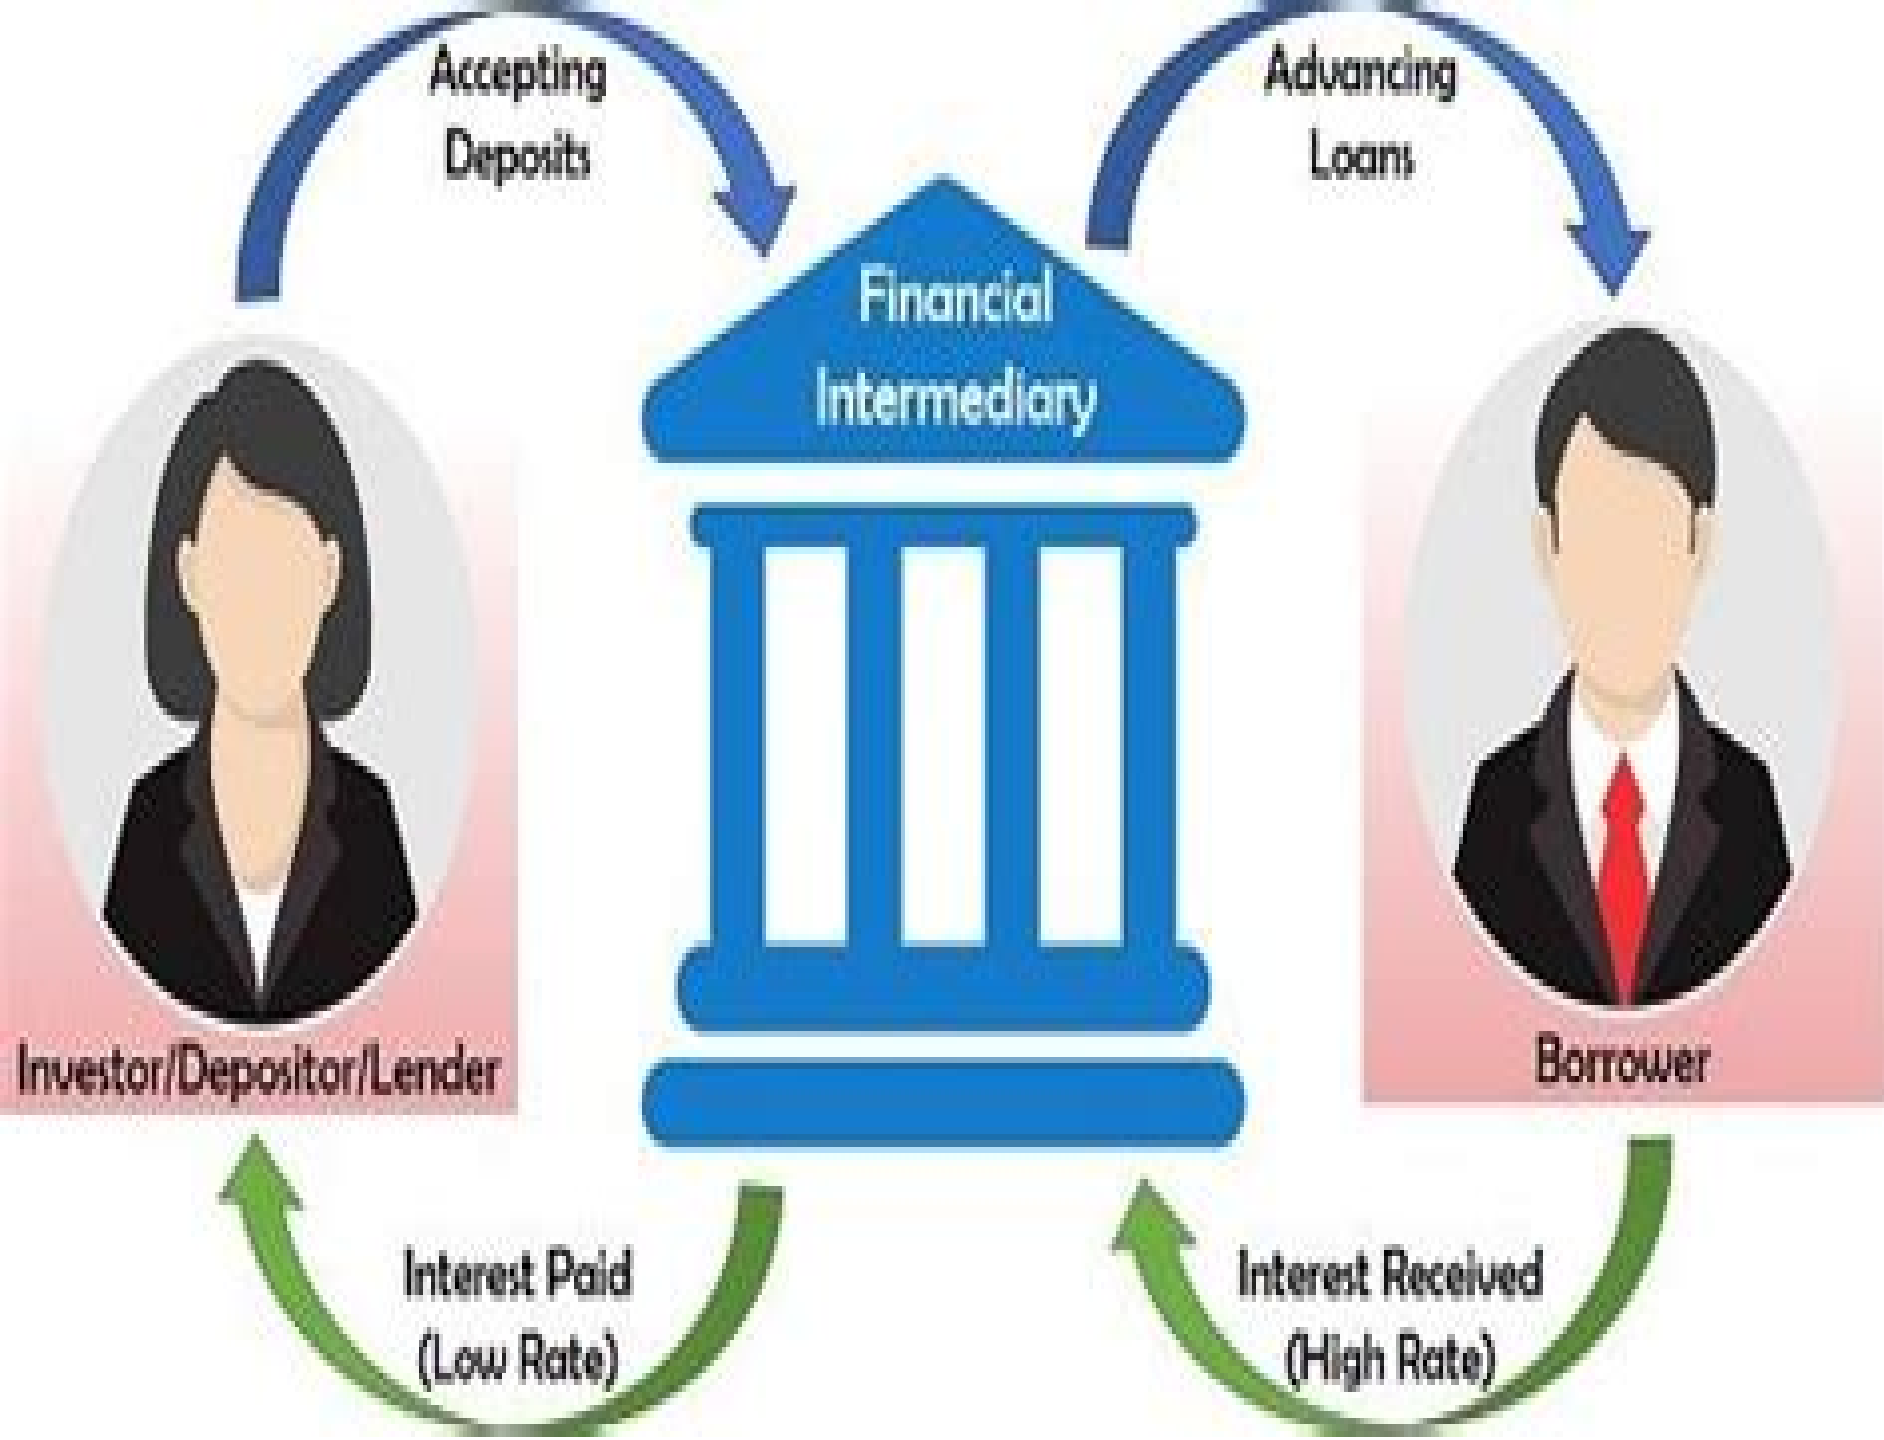 Accepting
Deposits
Advancing
Loans
Financial
Intermediary
Investor/Depositor/Lender
Borrower
Interest Paid
(Low Rate)
Interest Received
(High Rate)